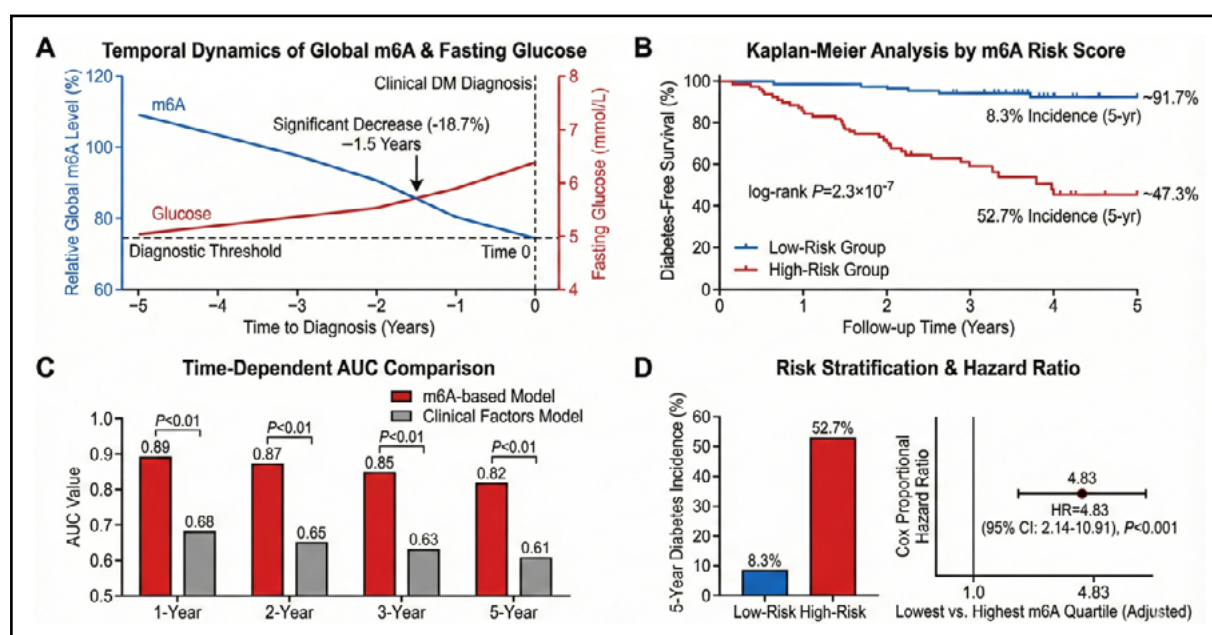 A
Temporal Dynamics of Global m6A & Fasting Glucose
Relative Global m6A Level (%)
120
100
80
60
m6A
Glucose
Significant Decrease (-18.7%)
−1.5 Years
Clinical DM Diagnosis
Diagnostic Threshold
Time 0
8
7
6
5
4
Fasting Glucose (mmol/L)
−5 −4 −3 −2 −1 0
Time to Diagnosis (Years)
B
Kaplan-Meier Analysis by m6A Risk Score
Diabetes-Free Survival (%)
100
80
60
40
20
0
~91.7%
8.3% Incidence (5-yr)
log-rank P=2.3×10⁻⁷
~47.3%
52.7% Incidence (5-yr)
Low-Risk Group
High-Risk Group
0 1 2 3 4 5
Follow-up Time (Years)
C
Time-Dependent AUC Comparison
m6A-based Model
Clinical Factors Model
AUC Value
1.0
0.9
0.8
0.7
0.6
0.5
P<0.01
P<0.01
P<0.01
P<0.01
0.89
0.68
0.87
0.65
0.85
0.63
0.82
0.61
1-Year 2-Year 3-Year 5-Year
D
Risk Stratification & Hazard Ratio
5-Year Diabetes Incidence (%)
60
50
40
30
20
10
0
8.3%
52.7%
Low-Risk High-Risk
Cox Proportional
Hazard Ratio
4.83
HR=4.83
(95% CI: 2.14-10.91), P<0.001
1.0 4.83
Lowest vs. Highest m6A Quartile (Adjusted)